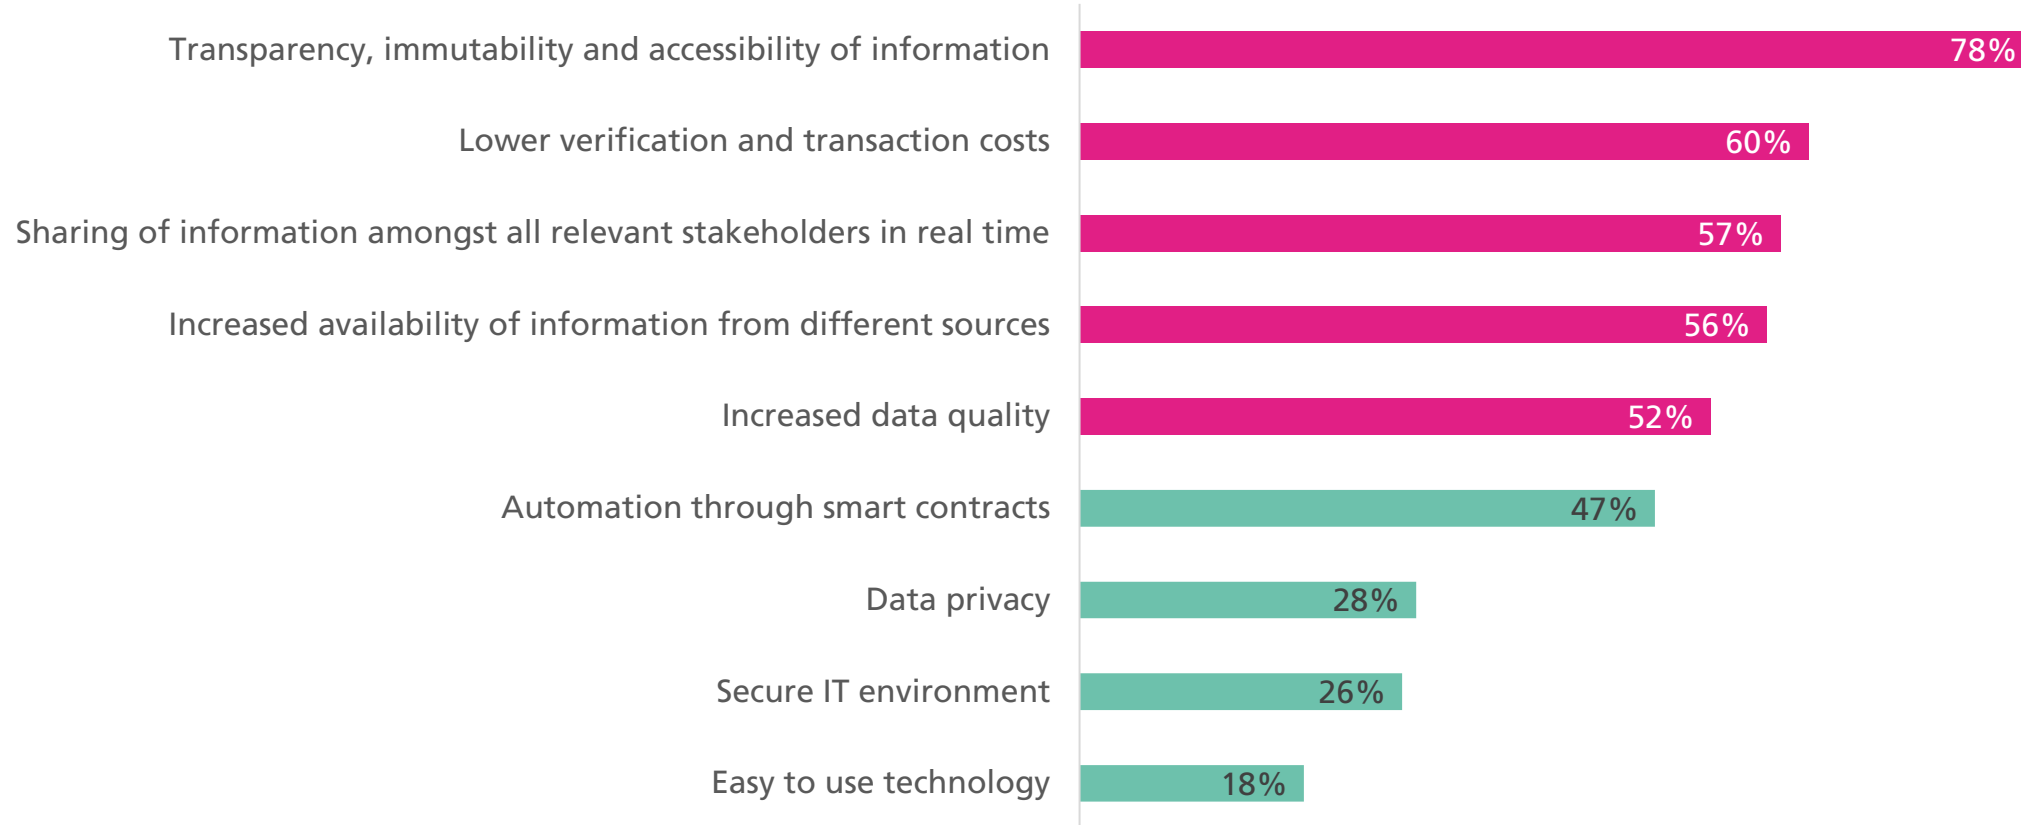 Transparency, immutability and accessibility of information 78%
Lower verification and transaction costs 60%
Sharing of information amongst all relevant stakeholders in real time 57%
Increased availability of information from different sources 56%
Increased data quality 52%
Automation through smart contracts 47%
Data privacy 28%
Secure IT environment 26%
Easy to use technology 18%